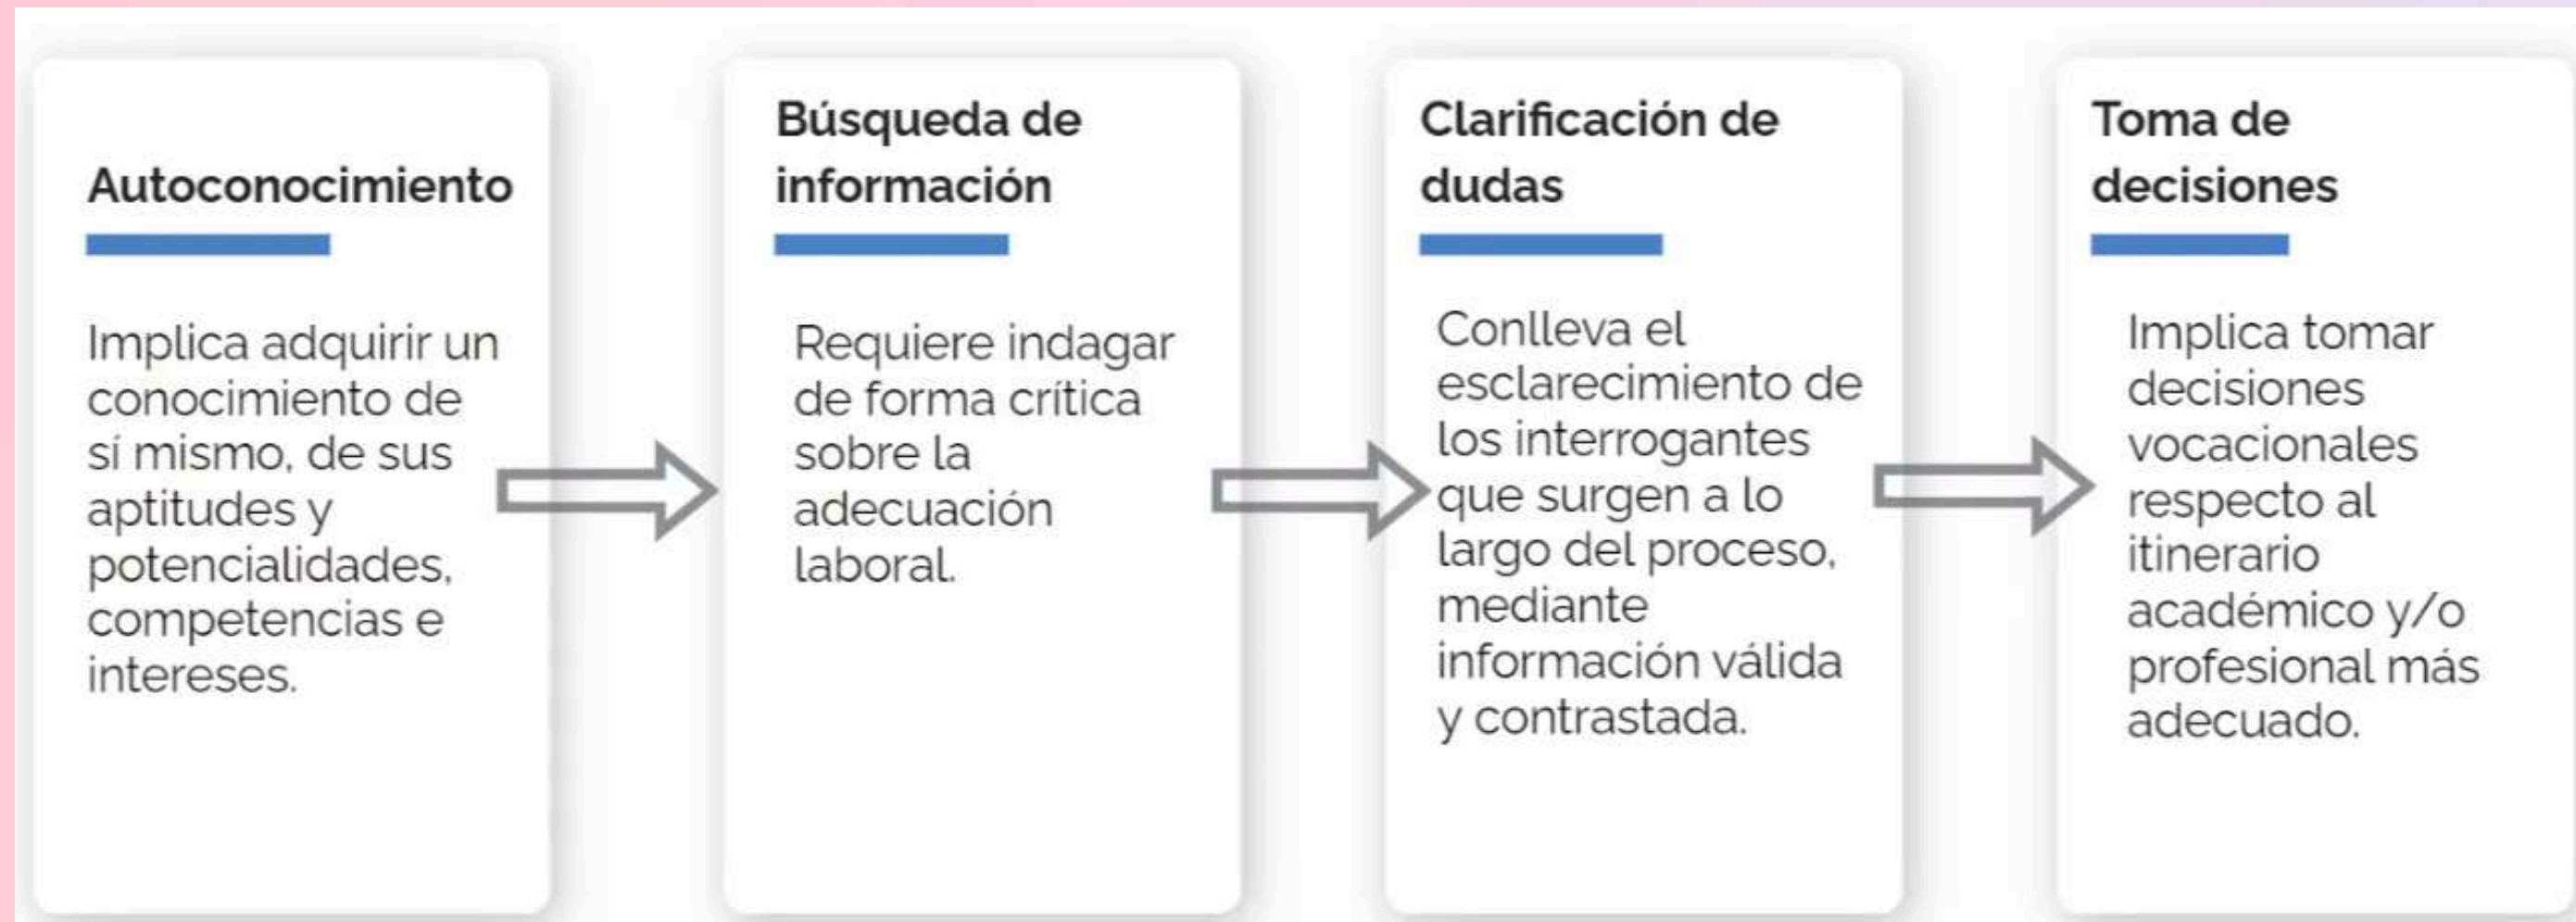 Autoconocimiento
Implica adquirir un
conocimiento de
sí mismo, de sus
aptitudes y
potencialidades,
competencias e
intereses.
Búsqueda de
información
Requiere indagar
de forma crítica
sobre la
adecuación
laboral.
Clarificación de
dudas
Conlleva el
esclarecimiento de
los interrogantes
que surgen a lo
largo del proceso,
mediante
información válida
y contrastada.
Toma de
decisiones
Implica tomar
decisiones
vocacionales
respecto al
itinerario
académico y/o
profesional más
adecuado.